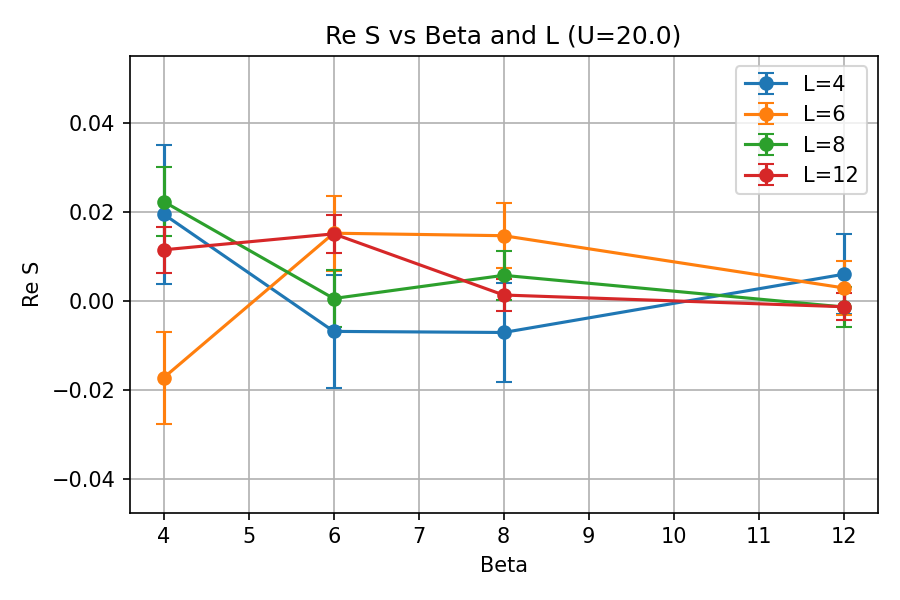 Re S vs Beta and L (U=20.0)
L=4
L=6
L=8
L=12
0.04
0.02
0.00
−0.02
−0.04
Re S
4 5 6 7 8 9 10 11 12
Beta